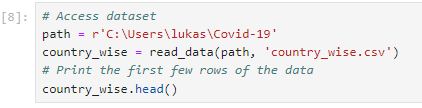 [8]: # Access dataset
path = r'C:\Users\lukas\Covid-19'
country_wise = read_data(path, 'country_wise.csv')
# Print the first few rows of the data
country_wise.head()